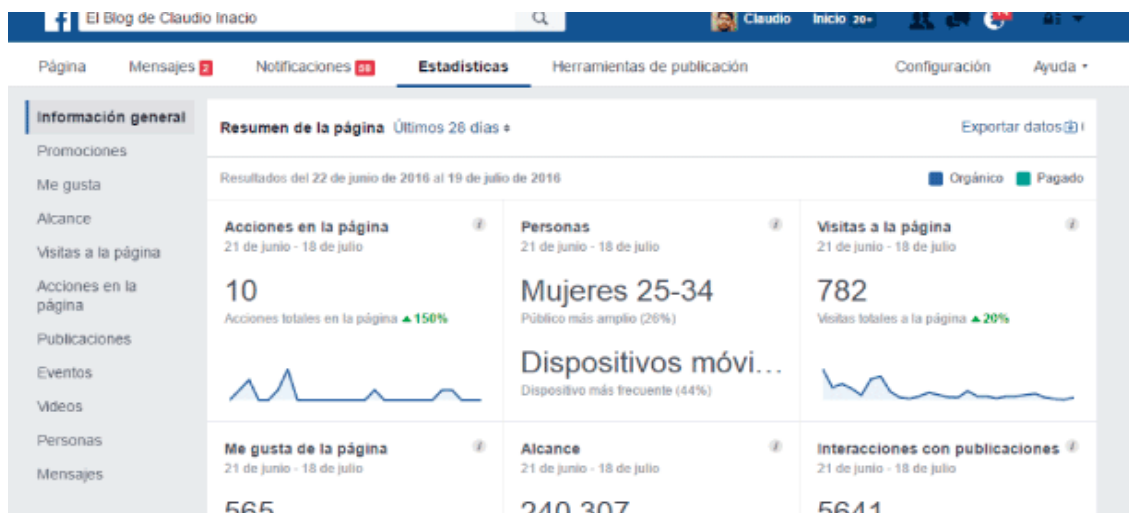 El Blog de Claudio Inacio
Claudio Inicio 20+
Página Mensajes 2 Notificaciones 58 Estadísticas Herramientas de publicación Configuración Ayuda
Información general
Promociones
Me gusta
Alcance
Visitas a la página
Acciones en la
página
Publicaciones
Eventos
Videos
Personas
Mensajes
Resumen de la página Últimos 28 días
Exportar datos
Resultados del 22 de junio de 2016 al 19 de julio de 2016
Orgánico Pagado
Acciones en la página
21 de junio - 18 de julio
10
Acciones totales en la página ▲150%
Personas
21 de junio - 18 de julio
Mujeres 25-34
Público más amplio (26%)
Dispositivos móvi...
Dispositivo más frecuente (44%)
Visitas a la página
21 de junio - 18 de julio
782
Visitas totales a la página ▲20%
Me gusta de la página
21 de junio - 18 de julio
565
Alcance
21 de junio - 18 de julio
240.307
Interacciones con publicaciones
21 de junio - 18 de julio
5641